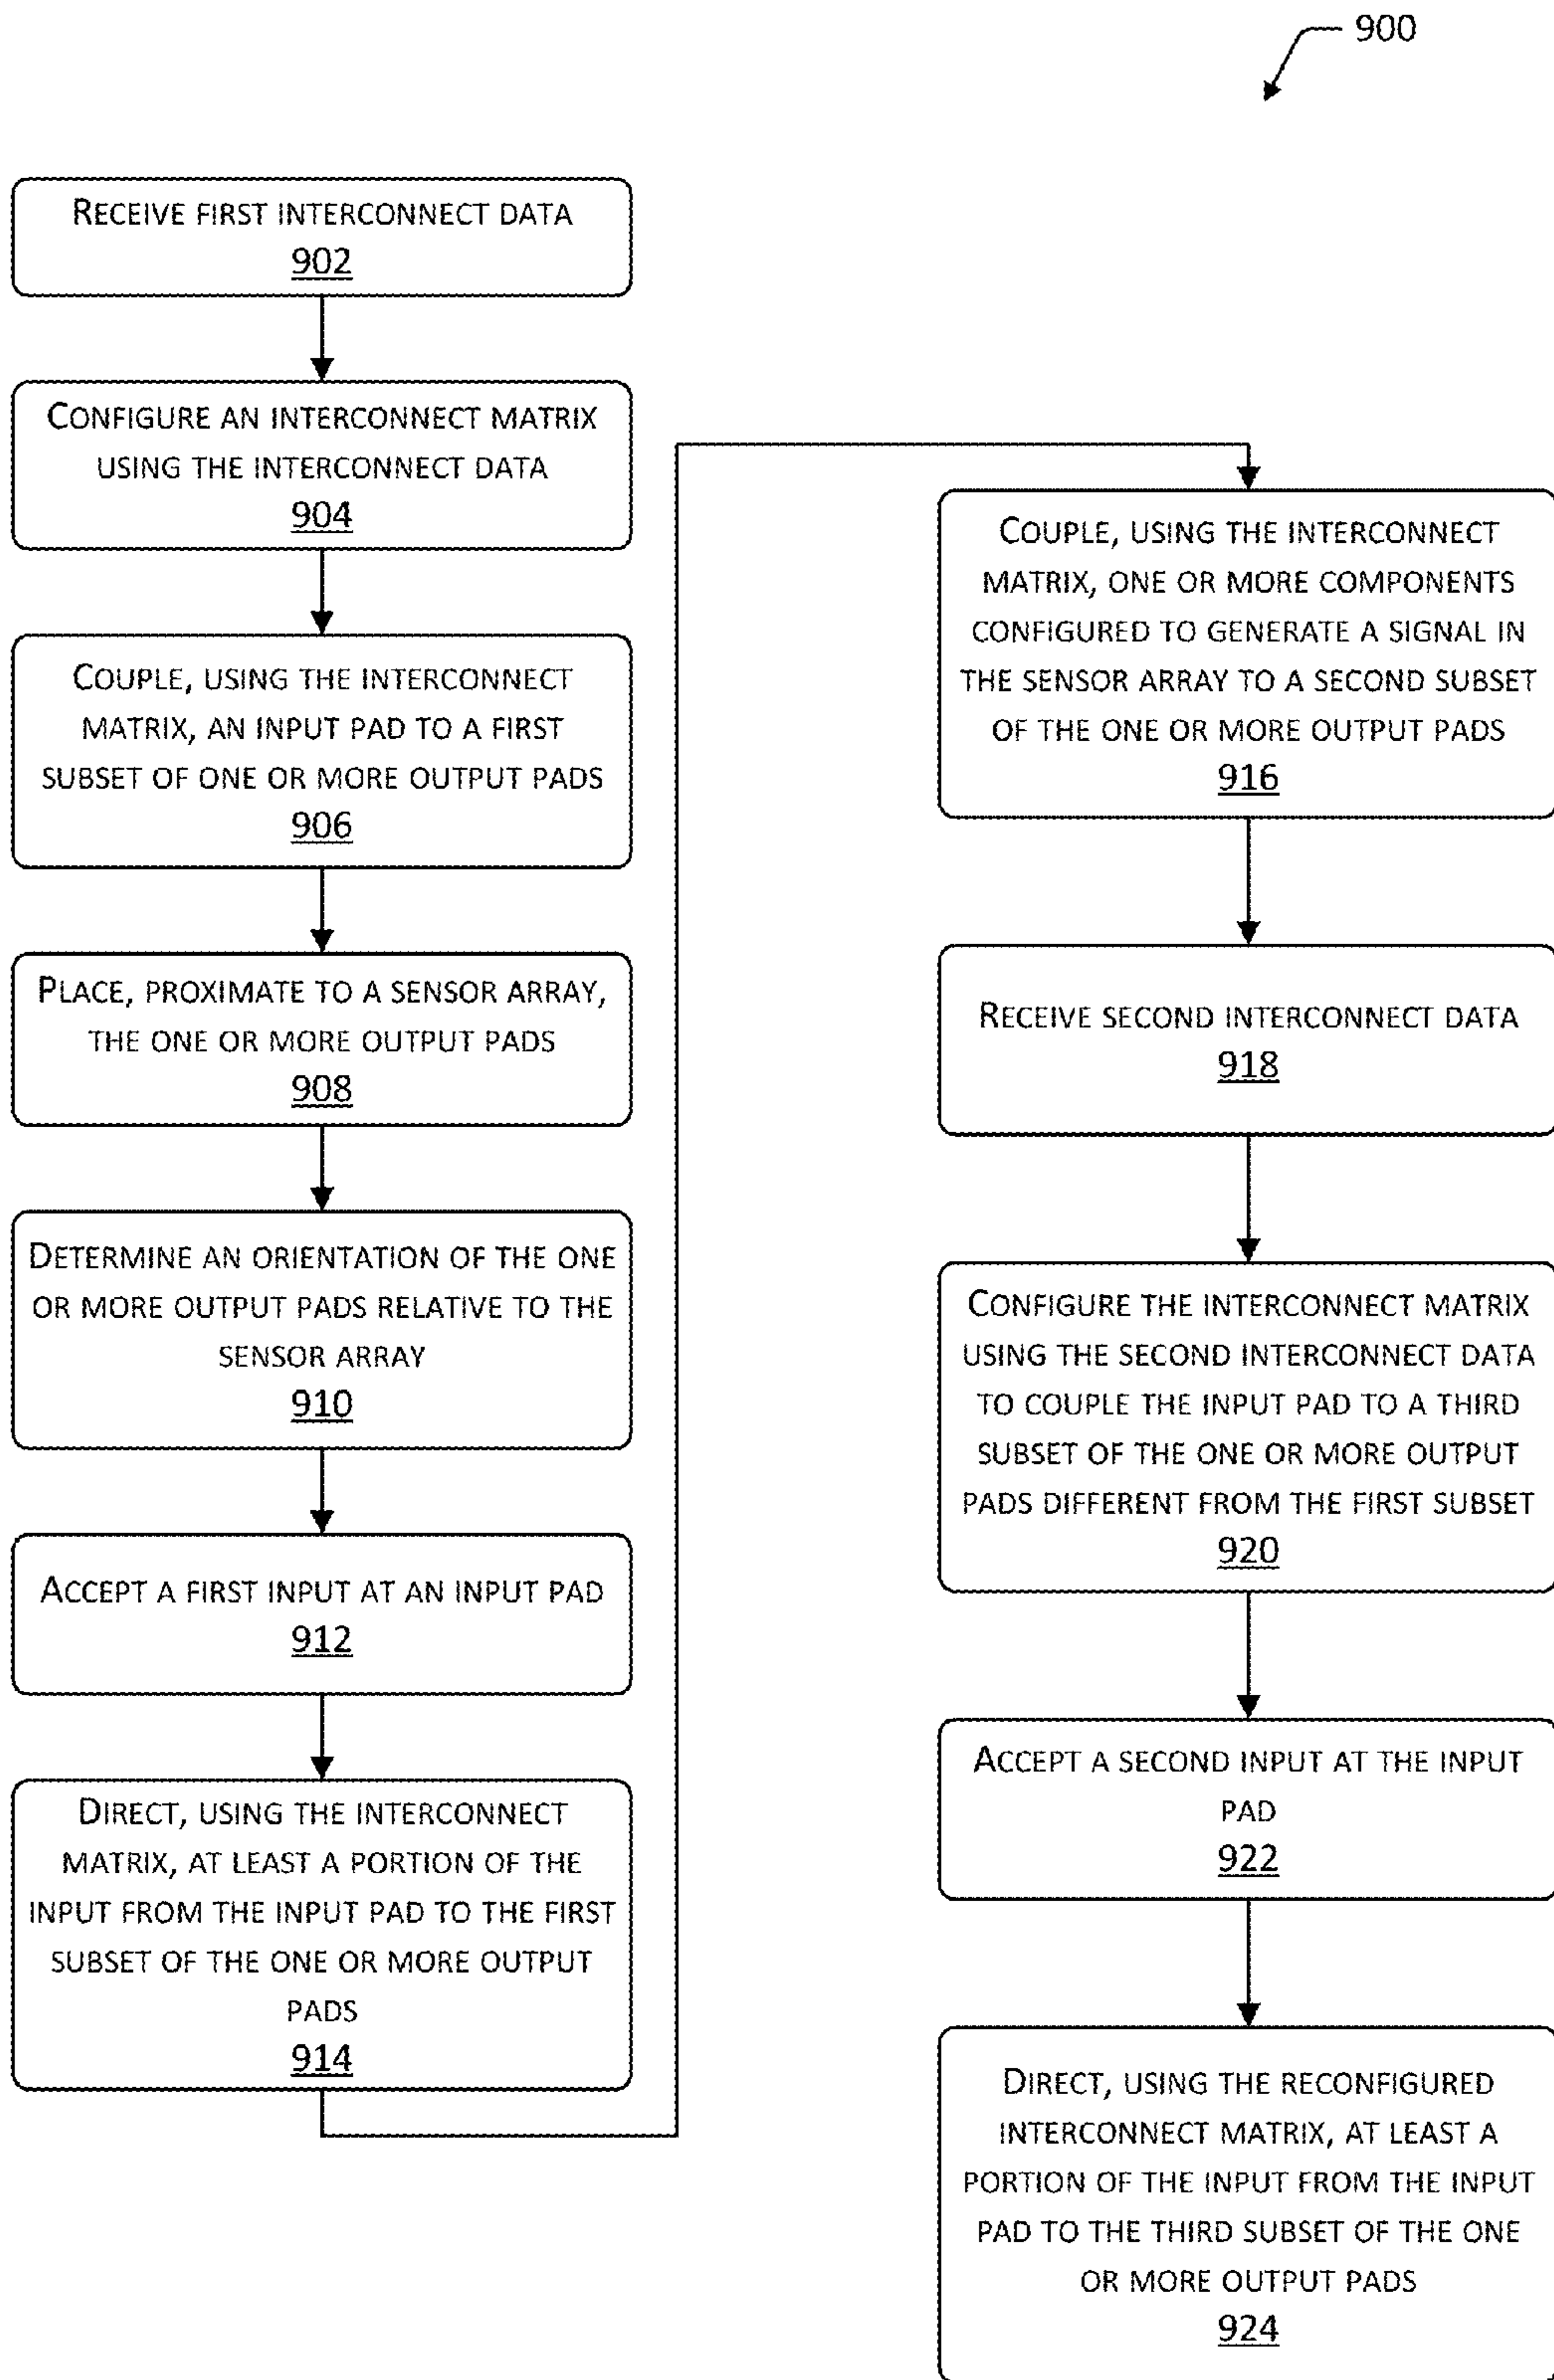 900
RECEIVE FIRST INTERCONNECT DATA
902
CONFIGURE AN INTERCONNECT MATRIX
USING THE INTERCONNECT DATA
904
COUPLE, USING THE INTERCONNECT
MATRIX, AN INPUT PAD TO A FIRST
SUBSET OF ONE OR MORE OUTPUT PADS
906
PLACE, PROXIMATE TO A SENSOR ARRAY,
THE ONE OR MORE OUTPUT PADS
908
DETERMINE AN ORIENTATION OF THE ONE
OR MORE OUTPUT PADS RELATIVE TO THE
SENSOR ARRAY
910
ACCEPT A FIRST INPUT AT AN INPUT PAD
912
DIRECT, USING THE INTERCONNECT
MATRIX, AT LEAST A PORTION OF THE
INPUT FROM THE INPUT PAD TO THE FIRST
SUBSET OF THE ONE OR MORE OUTPUT
PADS
914
COUPLE, USING THE INTERCONNECT
MATRIX, ONE OR MORE COMPONENTS
CONFIGURED TO GENERATE A SIGNAL IN
THE SENSOR ARRAY TO A SECOND SUBSET
OF THE ONE OR MORE OUTPUT PADS
916
RECEIVE SECOND INTERCONNECT DATA
918
CONFIGURE THE INTERCONNECT MATRIX
USING THE SECOND INTERCONNECT DATA
TO COUPLE THE INPUT PAD TO A THIRD
SUBSET OF THE ONE OR MORE OUTPUT
PADS DIFFERENT FROM THE FIRST SUBSET
920
ACCEPT A SECOND INPUT AT THE INPUT
PAD
922
DIRECT, USING THE RECONFIGURED
INTERCONNECT MATRIX, AT LEAST A
PORTION OF THE INPUT FROM THE INPUT
PAD TO THE THIRD SUBSET OF THE ONE
OR MORE OUTPUT PADS
924